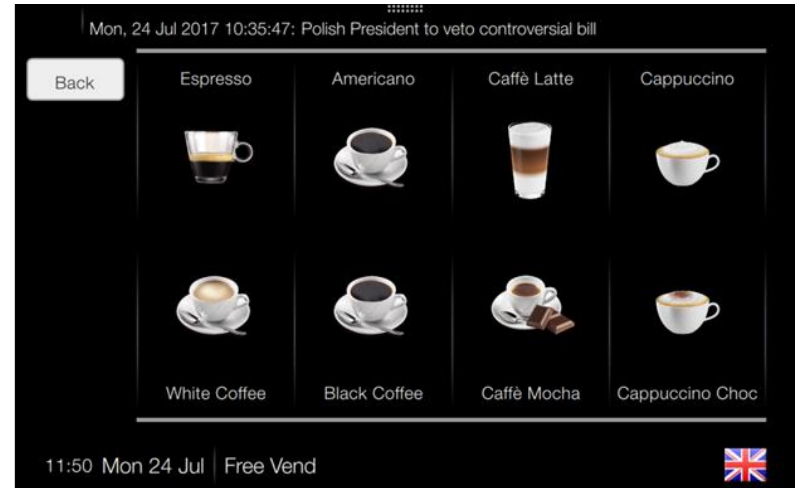 Mon, 24 Jul 2017 10:35:47: Polish President to veto controversial bill
Back
Espresso
Americano
Caffè Latte
Cappuccino
White Coffee
Black Coffee
Caffè Mocha
Cappuccino Choc
11:50 Mon 24 Jul Free Vend